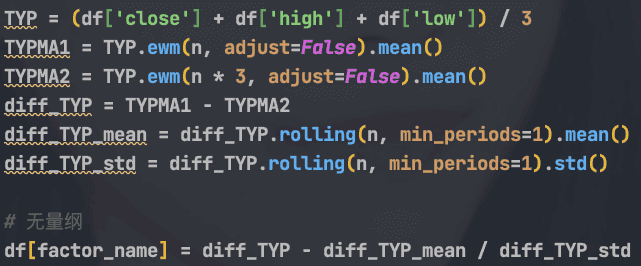 TYP = (df['close'] + df['high'] + df['low']) / 3
TYPMA1 = TYP.ewm(n, adjust=False).mean()
TYPMA2 = TYP.ewm(n * 3, adjust=False).mean()
diff_TYP = TYPMA1 - TYPMA2
diff_TYP_mean = diff_TYP.rolling(n, min_periods=1).mean()
diff_TYP_std = diff_TYP.rolling(n, min_periods=1).std()
# 无量纲
df[factor_name] = diff_TYP - diff_TYP_mean / diff_TYP_std